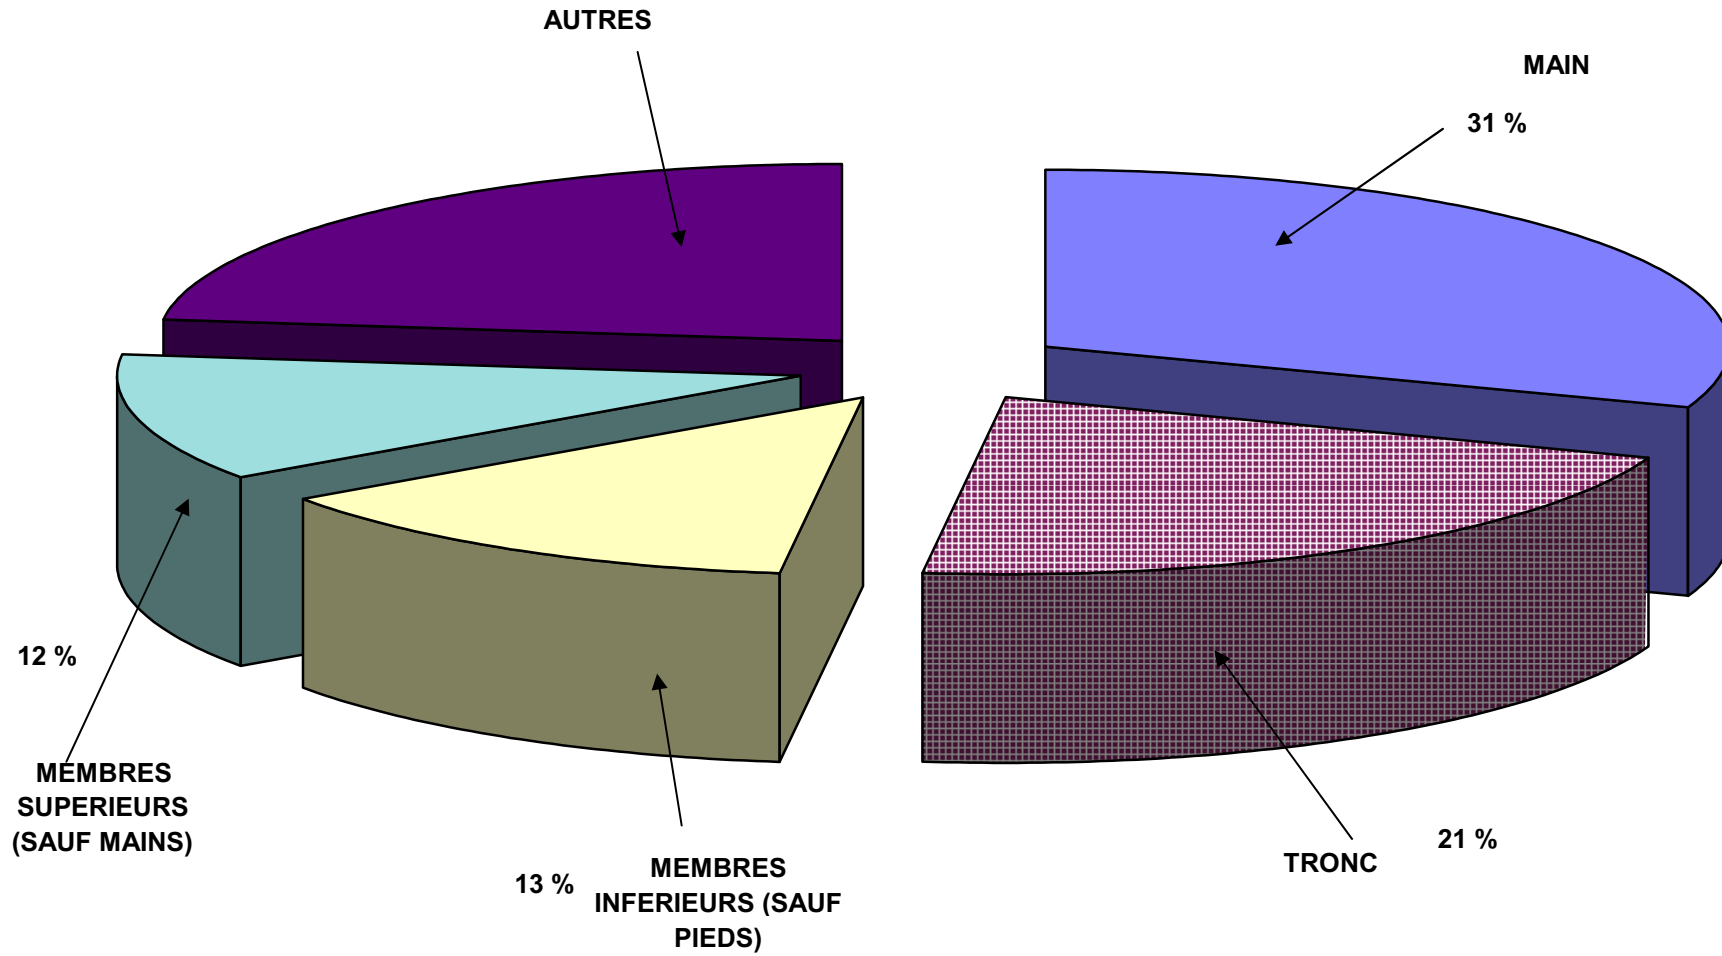 AUTRES
MAIN
31 %
12 %
MEMBRES
SUPERIEURS
(SAUF MAINS)
13 %
MEMBRES
INFERIEURS (SAUF
PIEDS)
TRONC
21 %